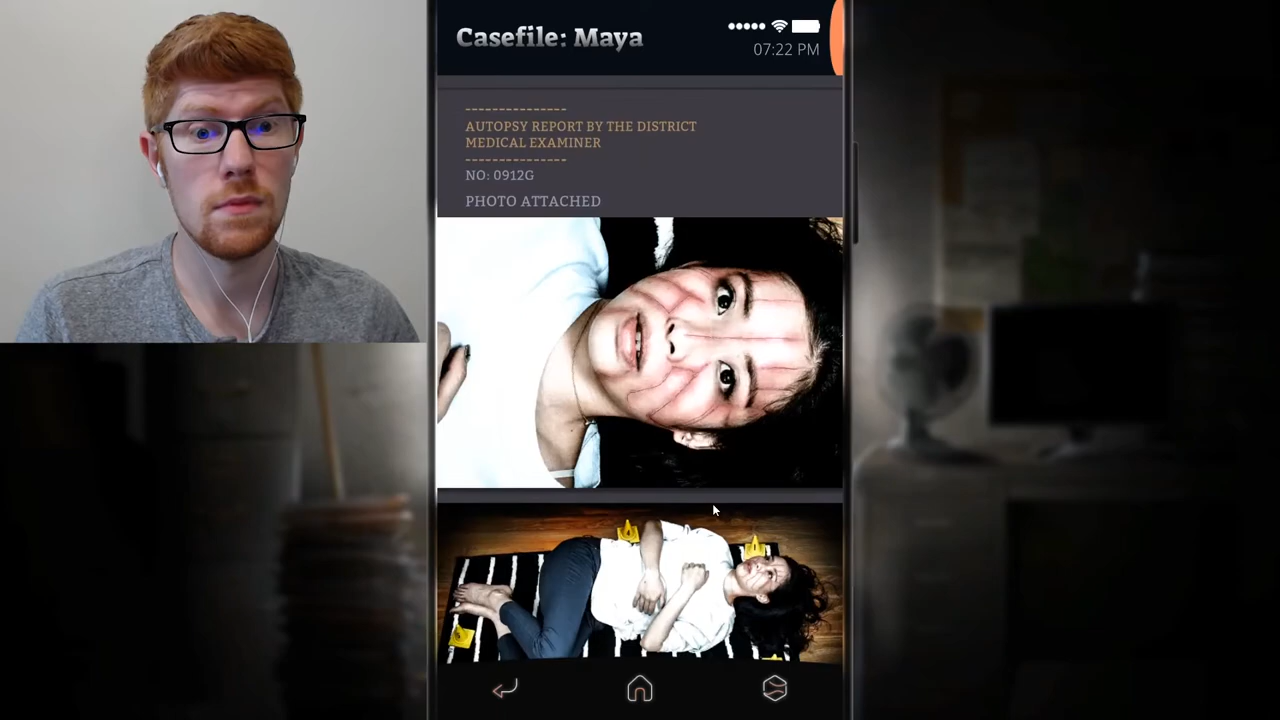 Casefile: Maya
07:22 PM
---------------
AUTOPSY REPORT BY THE DISTRICT
MEDICAL EXAMINER
---------------
NO: 0912G
PHOTO ATTACHED